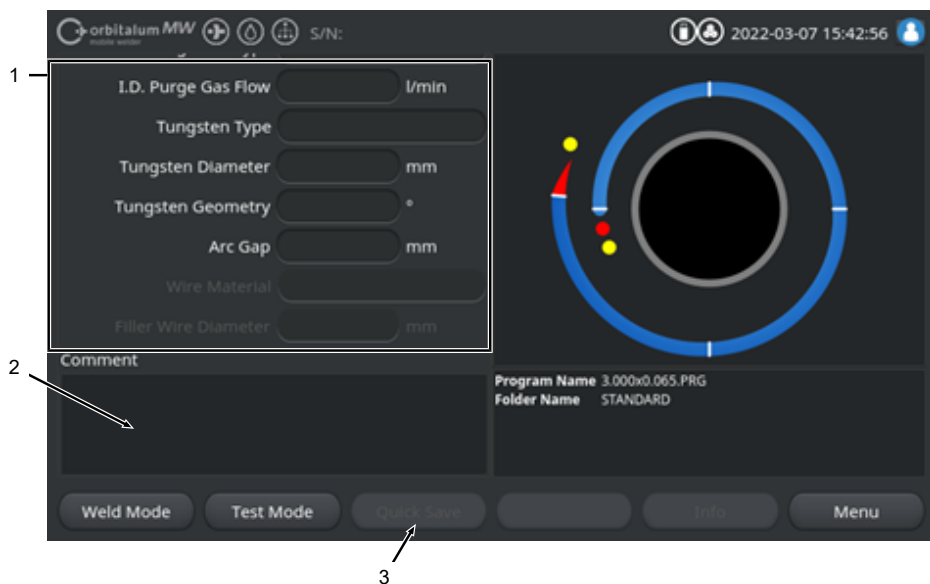 orbitalum MW S/N: 2022-03-07 15:42:56
mobile welder
1
I.D. Purge Gas Flow l/min
Tungsten Type
Tungsten Diameter mm
Tungsten Geometry °
Arc Gap mm
Wire Material
Filler Wire Diameter mm
Comment
2
Program Name 3.000x0.065.PRG
Folder Name STANDARD
Weld Mode Test Mode Quick Save Info Menu
3